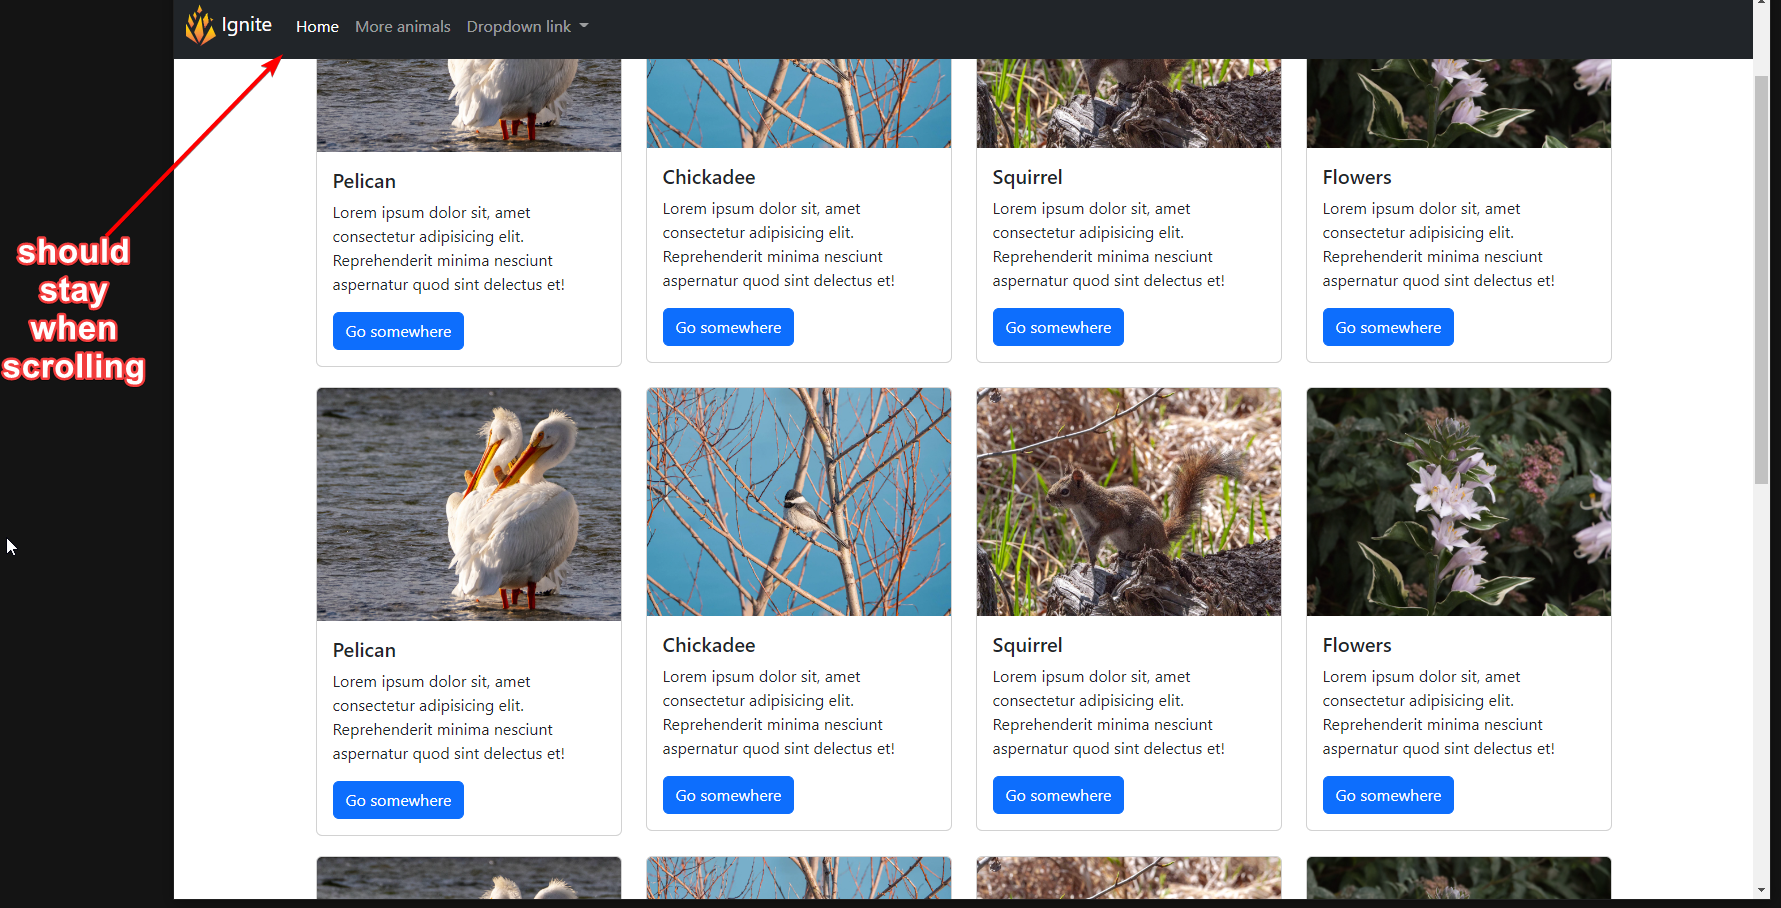 Ignite Home More animals Dropdown link
should
stay
when
scrolling
Pelican
Lorem ipsum dolor sit, amet
consectetur adipisicing elit.
Reprehenderit minima nesciunt
aspernatur quod sint delectus et!
Go somewhere
Chickadee
Lorem ipsum dolor sit, amet
consectetur adipisicing elit.
Reprehenderit minima nesciunt
aspernatur quod sint delectus et!
Go somewhere
Squirrel
Lorem ipsum dolor sit, amet
consectetur adipisicing elit.
Reprehenderit minima nesciunt
aspernatur quod sint delectus et!
Go somewhere
Flowers
Lorem ipsum dolor sit, amet
consectetur adipisicing elit.
Reprehenderit minima nesciunt
aspernatur quod sint delectus et!
Go somewhere
Pelican
Lorem ipsum dolor sit, amet
consectetur adipisicing elit.
Reprehenderit minima nesciunt
aspernatur quod sint delectus et!
Go somewhere
Chickadee
Lorem ipsum dolor sit, amet
consectetur adipisicing elit.
Reprehenderit minima nesciunt
aspernatur quod sint delectus et!
Go somewhere
Squirrel
Lorem ipsum dolor sit, amet
consectetur adipisicing elit.
Reprehenderit minima nesciunt
aspernatur quod sint delectus et!
Go somewhere
Flowers
Lorem ipsum dolor sit, amet
consectetur adipisicing elit.
Reprehenderit minima nesciunt
aspernatur quod sint delectus et!
Go somewhere